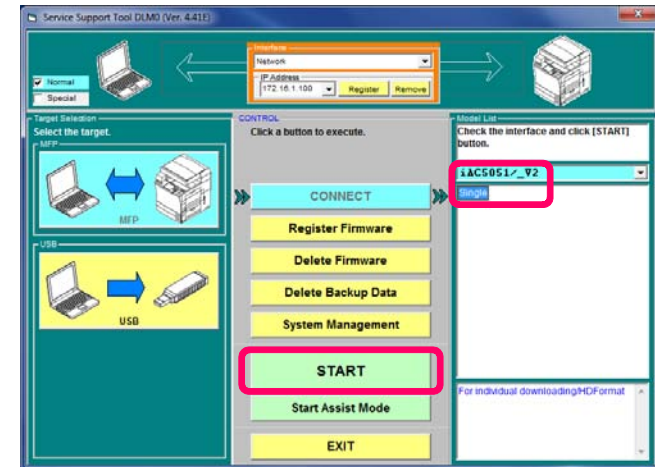 Service Support Tool DLM0 (Ver. 4.41E)
Normal
Special
Interface
Network
IP Address
172.16.1.100
Register
Remove
Target Selection
Select the target.
MFP
MFP
USB
USB
CONTROL
Click a button to execute.
CONNECT
Register Firmware
Delete Firmware
Delete Backup Data
System Management
START
Start Assist Mode
EXIT
Model List
Check the interface and click [START]
button.
iAC5051/_V2
Single
For individual downloading/HDFormat